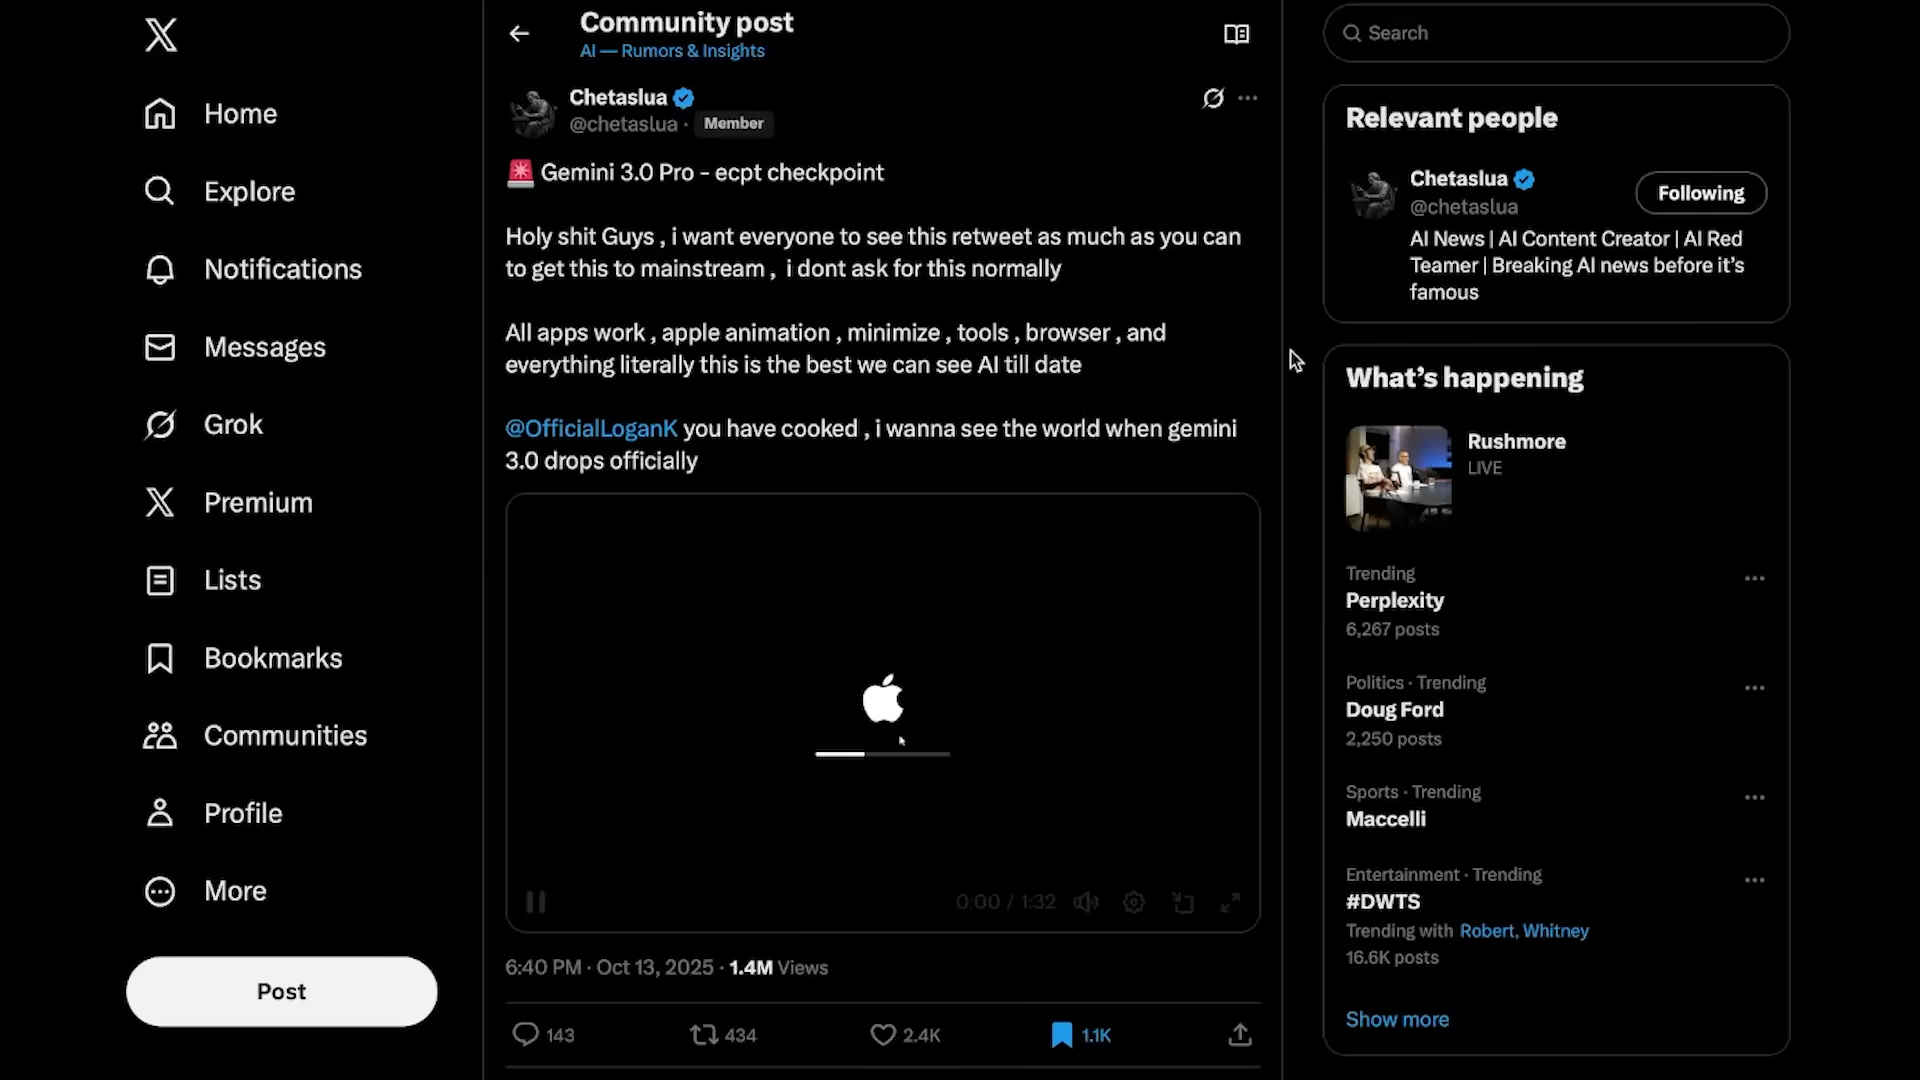 Home
Explore
Notifications
Messages
Grok
Premium
Lists
Bookmarks
Communities
Profile
More
Post
Community post
AI — Rumors & Insights
Chetaslua
@chetaslua · Member
🚨 Gemini 3.0 Pro - ecpt checkpoint
Holy shit Guys , i want everyone to see this retweet as much as you can
to get this to mainstream , i dont ask for this normally
All apps work , apple animation , minimize , tools , browser , and
everything literally this is the best we can see AI till date
@OfficialLoganK you have cooked , i wanna see the world when gemini
3.0 drops officially
0:00 / 1:32
6:40 PM · Oct 13, 2025 · 1.4M Views
143 434 2.4K 1.1K
Search
Relevant people
Chetaslua
@chetaslua
Following
AI News | AI Content Creator | AI Red
Teamer | Breaking AI news before it's
famous
What's happening
Rushmore
LIVE
Trending
Perplexity
6,267 posts
Politics · Trending
Doug Ford
2,250 posts
Sports · Trending
Maccelli
Entertainment · Trending
#DWTS
Trending with Robert, Whitney
16.6K posts
Show more